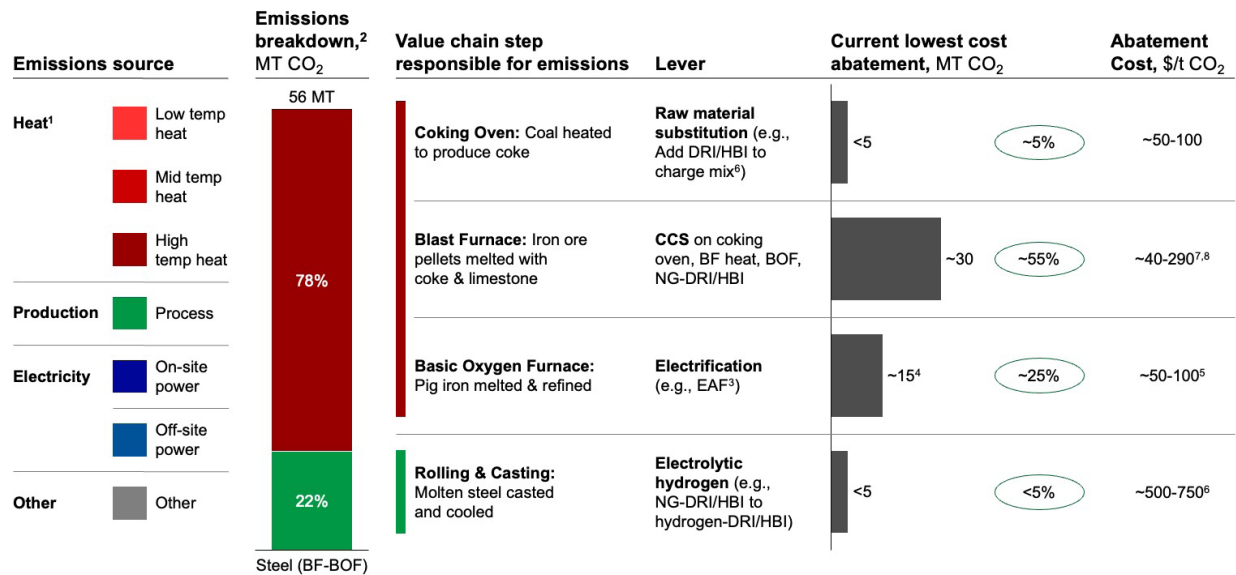 Emissions source
Emissions
breakdown,²
MT CO₂
Value chain step
responsible for emissions
Lever
Current lowest cost
abatement, MT CO₂
Abatement
Cost, $/t CO₂
Heat¹
Low temp
heat
Mid temp
heat
High
temp heat
Production
Process
Electricity
On-site
power
Off-site
power
Other
Other
56 MT
78%
22%
Steel (BF-BOF)
Coking Oven: Coal heated
to produce coke
Raw material
substitution (e.g.,
Add DRI/HBI to
charge mix⁶)
<5
~5%
~50-100
Blast Furnace: Iron ore
pellets melted with
coke & limestone
CCS on coking
oven, BF heat, BOF,
NG-DRI/HBI
~30
~55%
~40-290⁷,⁸
Basic Oxygen Furnace:
Pig iron melted & refined
Electrification
(e.g., EAF³)
~15⁴
~25%
~50-100⁵
Rolling & Casting:
Molten steel casted
and cooled
Electrolytic
hydrogen (e.g.,
NG-DRI/HBI to
hydrogen-DRI/HBI)
<5
<5%
~500-750⁶